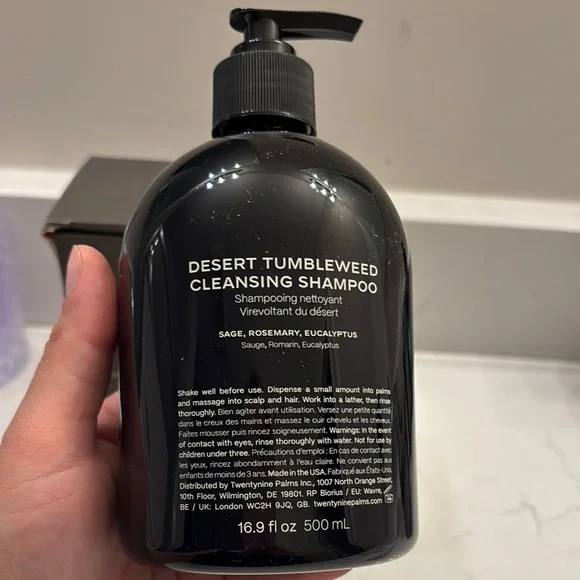 DESERT TUMBLEWEED
CLEANSING SHAMPOO
Shampooing nettoyant
Virevoltant du désert
SAGE, ROSEMARY, EUCALYPTUS
Sauge, Romarin, Eucalyptus
Shake well before use. Dispense a small amount into palms
and massage into scalp and hair. Work into a lather, then rinse
thoroughly. Bien agiter avant utilisation. Versez une petite quantité
dans le creux des mains et massez le cuir chevelu et les cheveux.
Faites mousser puis rincez soigneusement. Warnings: In the event
of contact with eyes, rinse thoroughly with water. Not for use by
children under three. Précautions d'emploi : En cas de contact avec
les yeux, rincez abondamment à l'eau claire. Ne convient pas aux
enfants de moins de 3 ans. Made in the USA. Fabriqué aux États-Unis.
Distributed by Twentynine Palms Inc., 1007 North Orange Street,
10th Floor, Wilmington, DE 19801. RP Biorius / EU: Wavre,
BE / UK: London WC2H 9JQ, GB. twentyninepalms.com
16.9 fl oz 500 mL